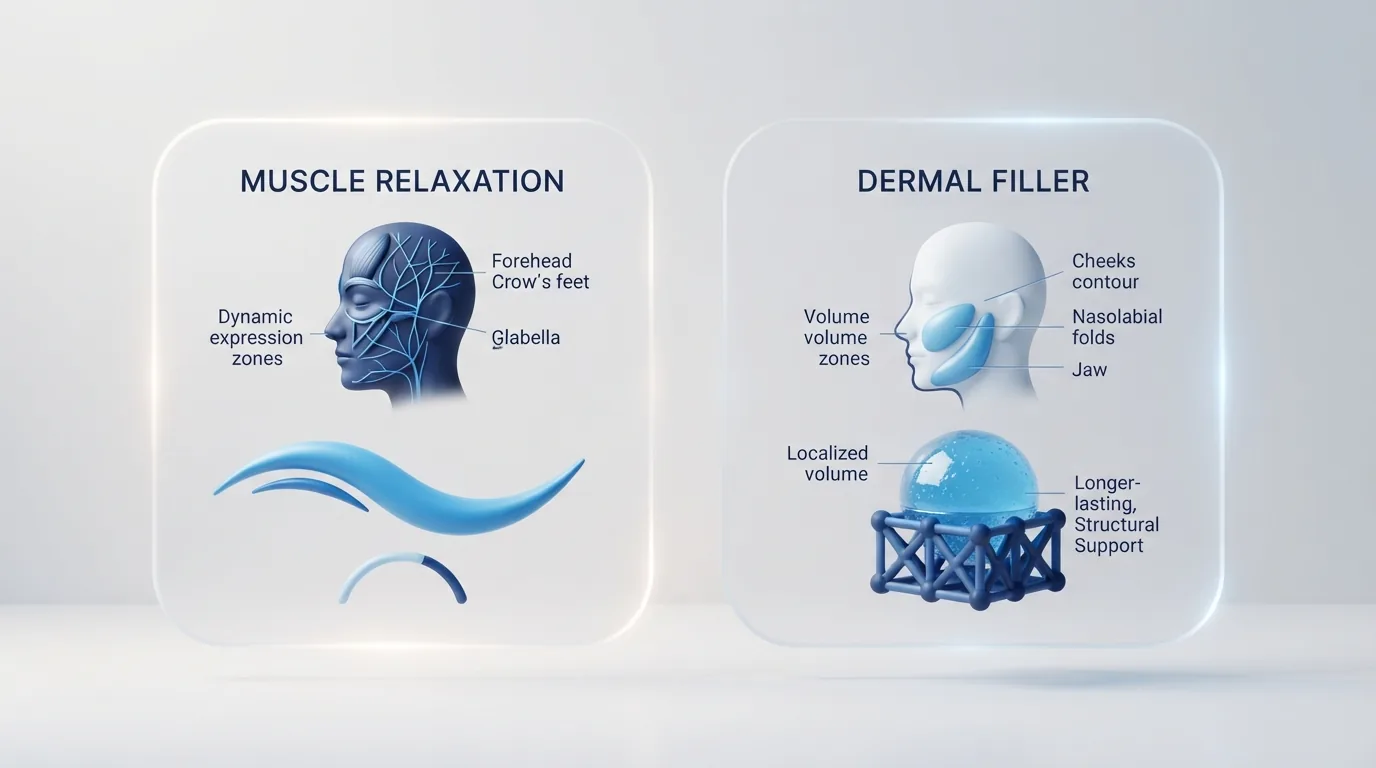 MUSCLE RELAXATION
Forehead
Crow's feet
Dynamic
expression
zones
Glabella
DERMAL FILLER
Cheeks
contour
Volume
volume
zones
Nasolabial
folds
Jaw
Localized
volume
Longer-
lasting,
Structural
Support